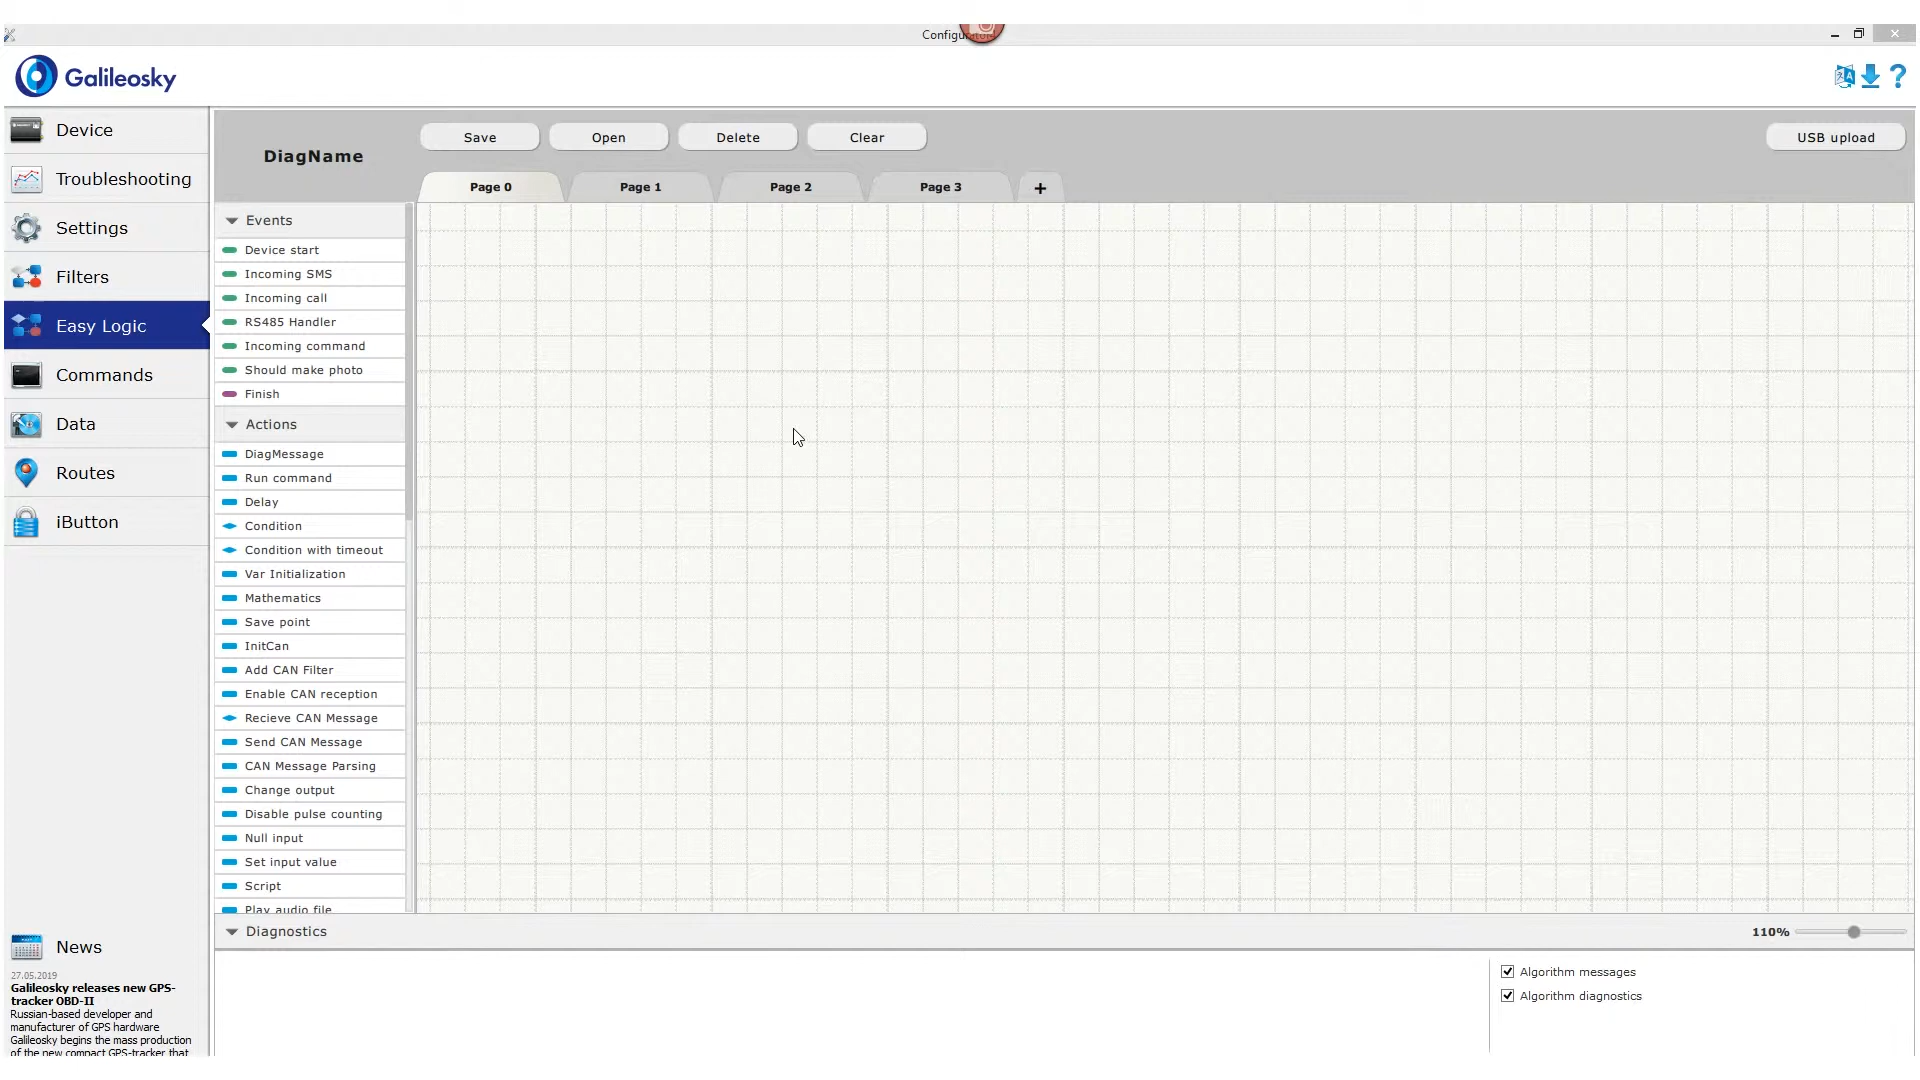 Configurator
Galileosky
Device
Troubleshooting
Settings
Filters
Easy Logic
Commands
Data
Routes
iButton
News
27.05.2019
Galileosky releases new GPS-
tracker OBD-II
Russian-based developer and
manufacturer of GPS hardware
Galileosky begins the mass production
of the new compact GPS-tracker that
DiagName
Save
Open
Delete
Clear
USB upload
Page 0
Page 1
Page 2
Page 3
+
Events
Device start
Incoming SMS
Incoming call
RS485 Handler
Incoming command
Should make photo
Finish
Actions
DiagMessage
Run command
Delay
Condition
Condition with timeout
Var Initialization
Mathematics
Save point
InitCan
Add CAN Filter
Enable CAN reception
Recieve CAN Message
Send CAN Message
CAN Message Parsing
Change output
Disable pulse counting
Null input
Set input value
Script
Play audio file
Diagnostics
110%
Algorithm messages
Algorithm diagnostics